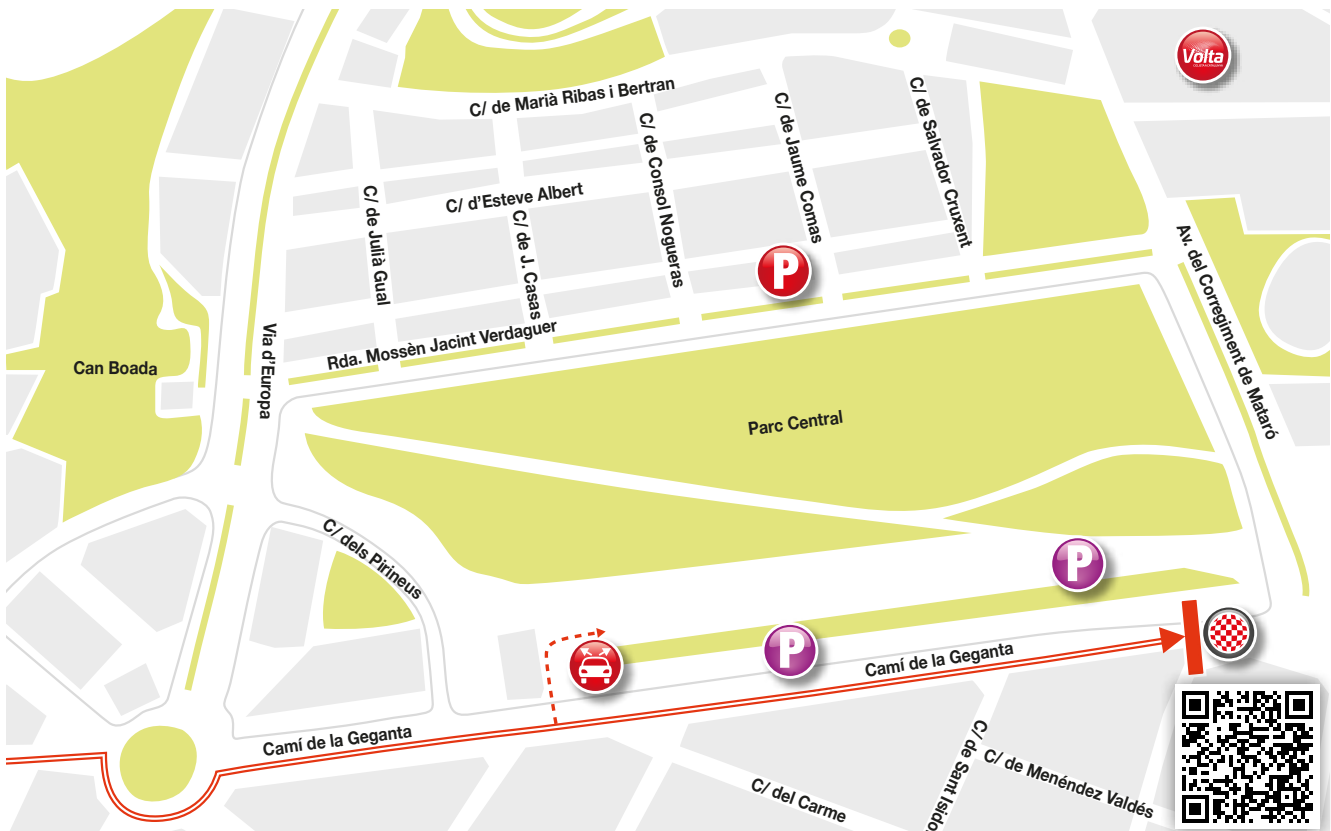 Volta
C/ de Marià Ribas i Bertran
C/ de Jaume Comas
C/ de Salvador Cruxent
C/ de Consol Nogueras
C/ d'Esteve Albert
C/ de Julià Gual
C/ de J. Casas
Av. del Corregiment de Mataró
P
Rda. Mossèn Jacint Verdaguer
Via d'Europa
Can Boada
Parc Central
C/ dels Pirineus
P
P
Camí de la Geganta
Camí de la Geganta
C/ de Sant Isido
C/ de Menéndez Valdés
C/ del Carme